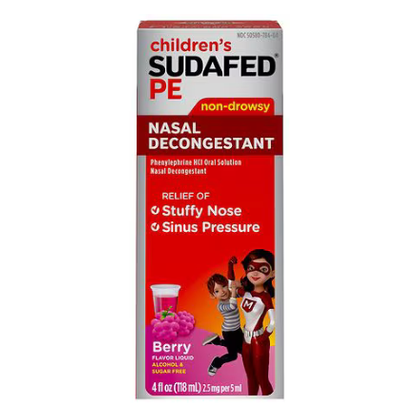 children's
SUDAFED®
PE
non-drowsy
NASAL
DECONGESTANT
Phenylephrine HCl Oral Solution
Nasal Decongestant
RELIEF OF
Stuffy Nose
Sinus Pressure
M
Berry
FLAVOR LIQUID
ALCOHOL &
SUGAR FREE
4 fl oz (118 mL) 2.5 mg per 5 ml